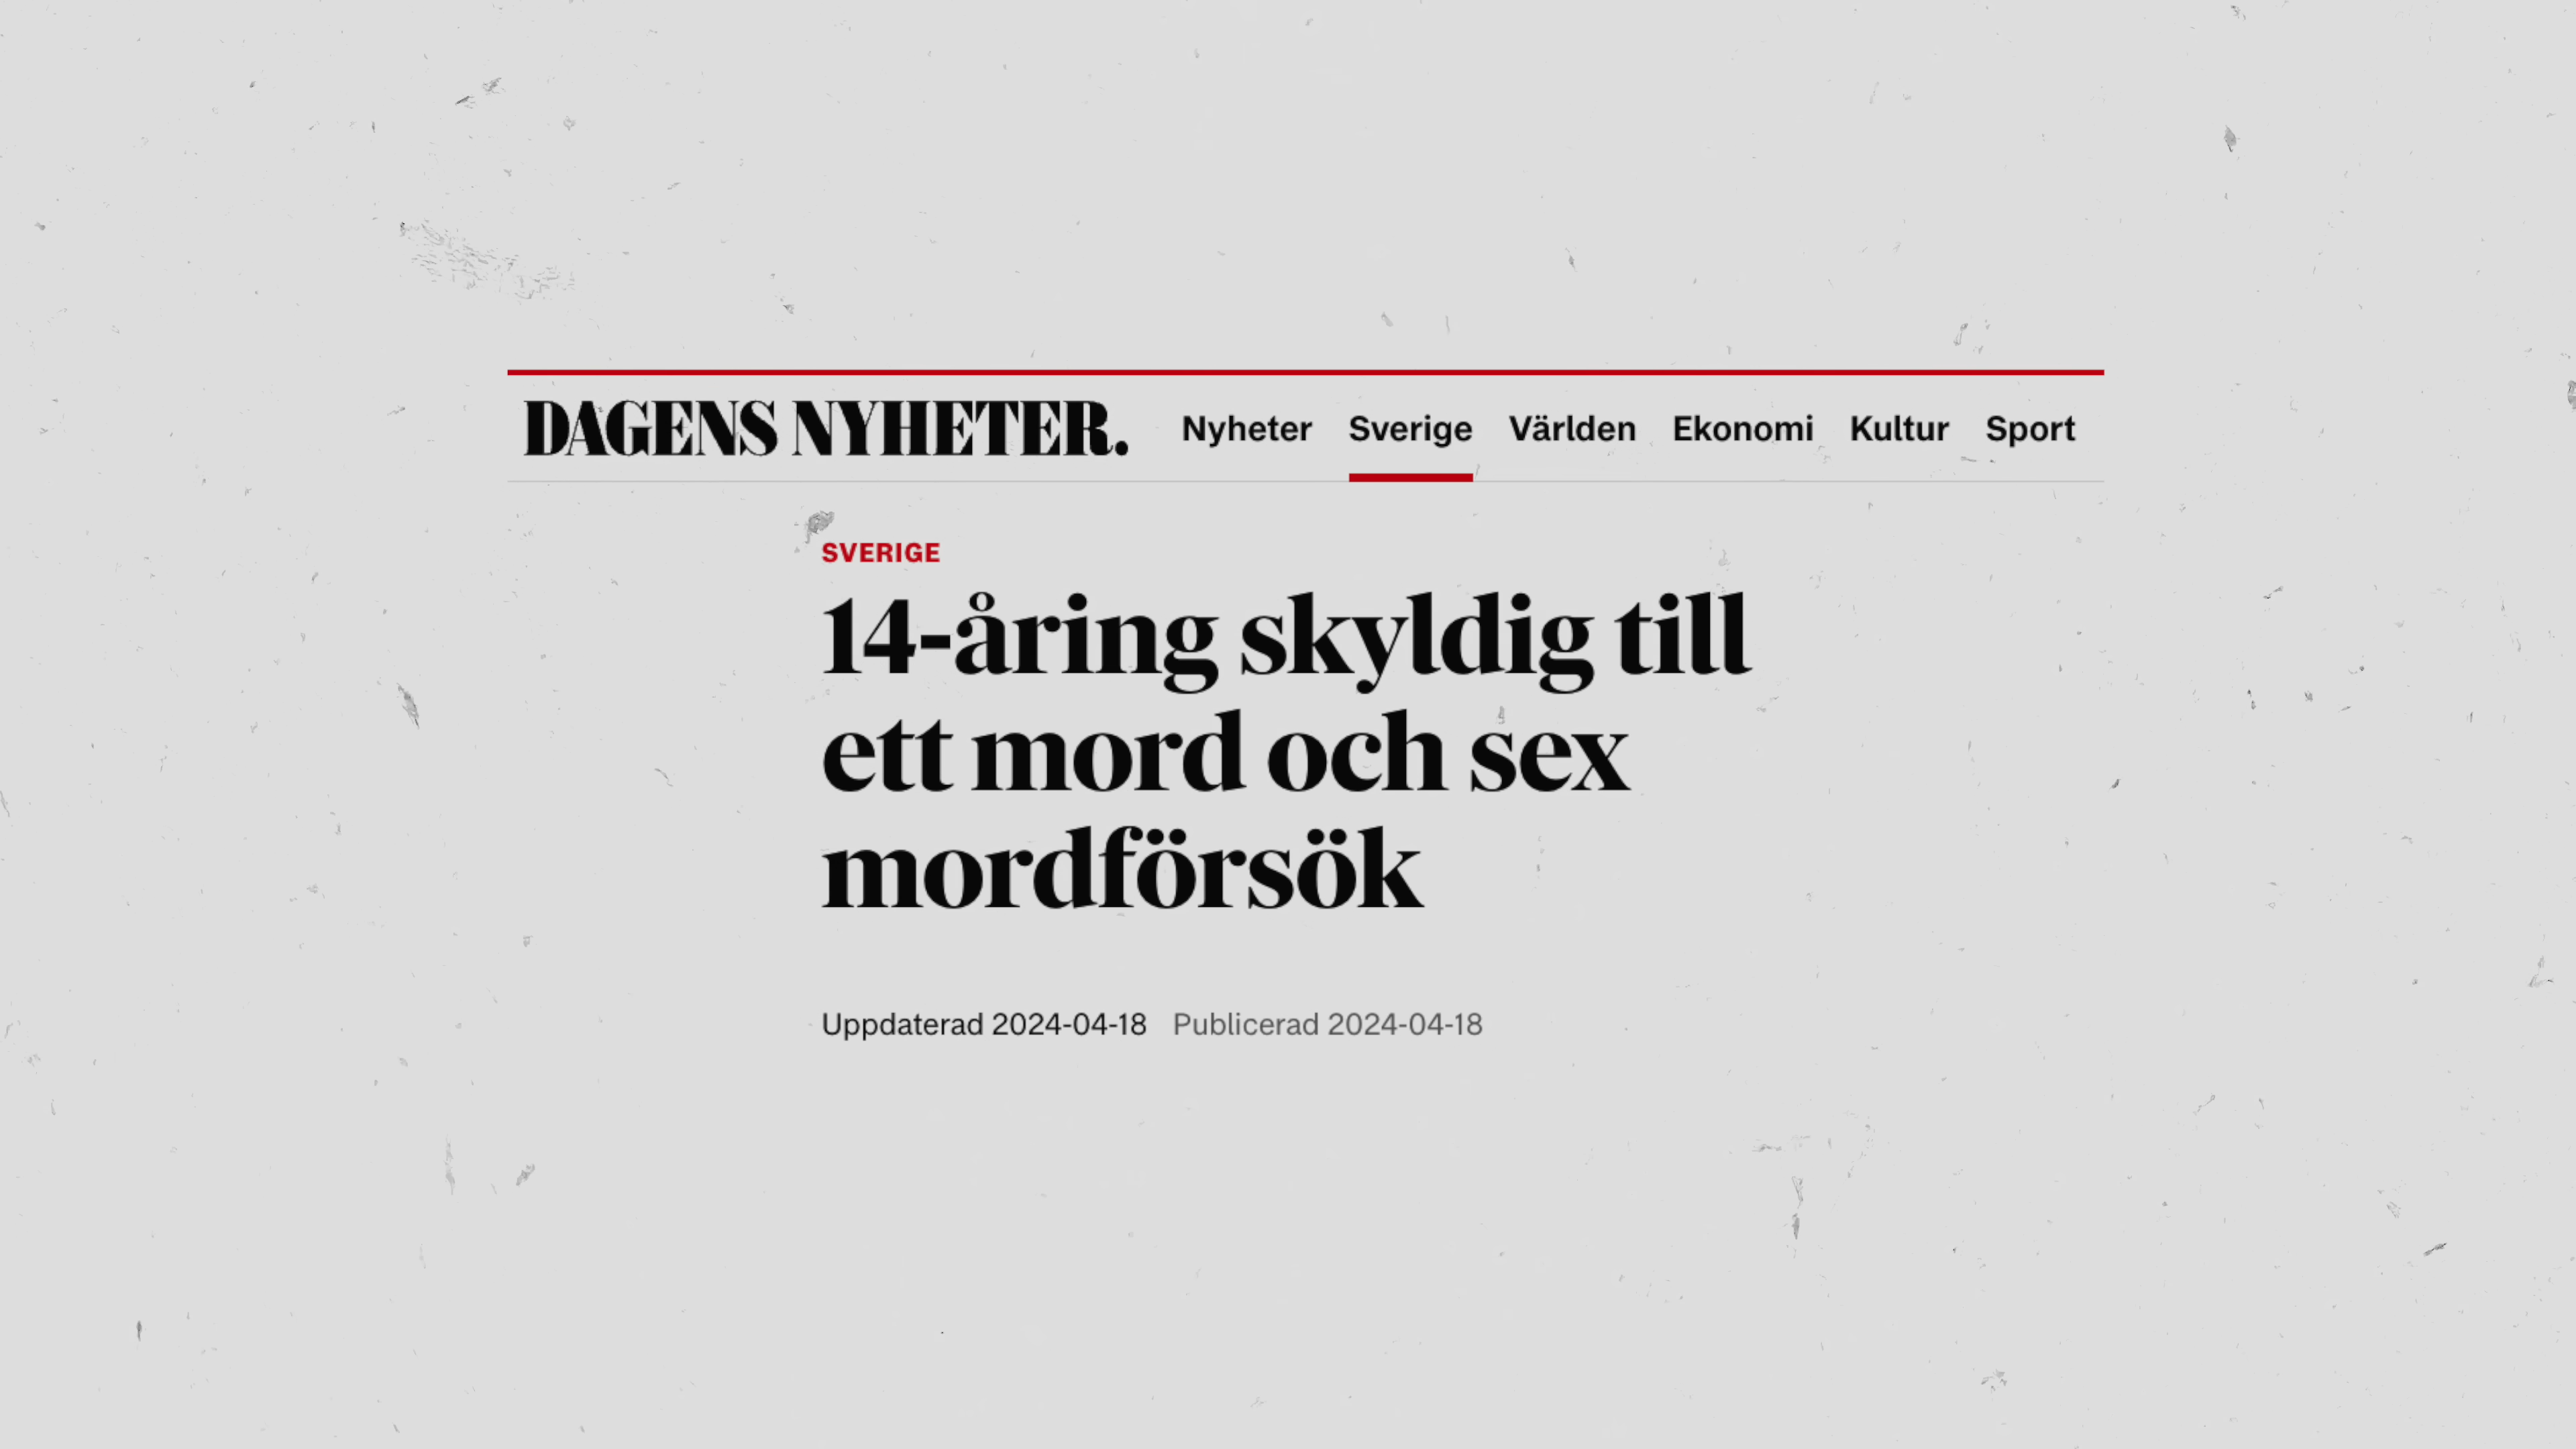 DAGENS NYHETER. Nyheter Sverige Världen Ekonomi Kultur Sport
SVERIGE
14-åring skyldig till
ett mord och sex
mordförsök
Uppdaterad 2024-04-18 Publicerad 2024-04-18